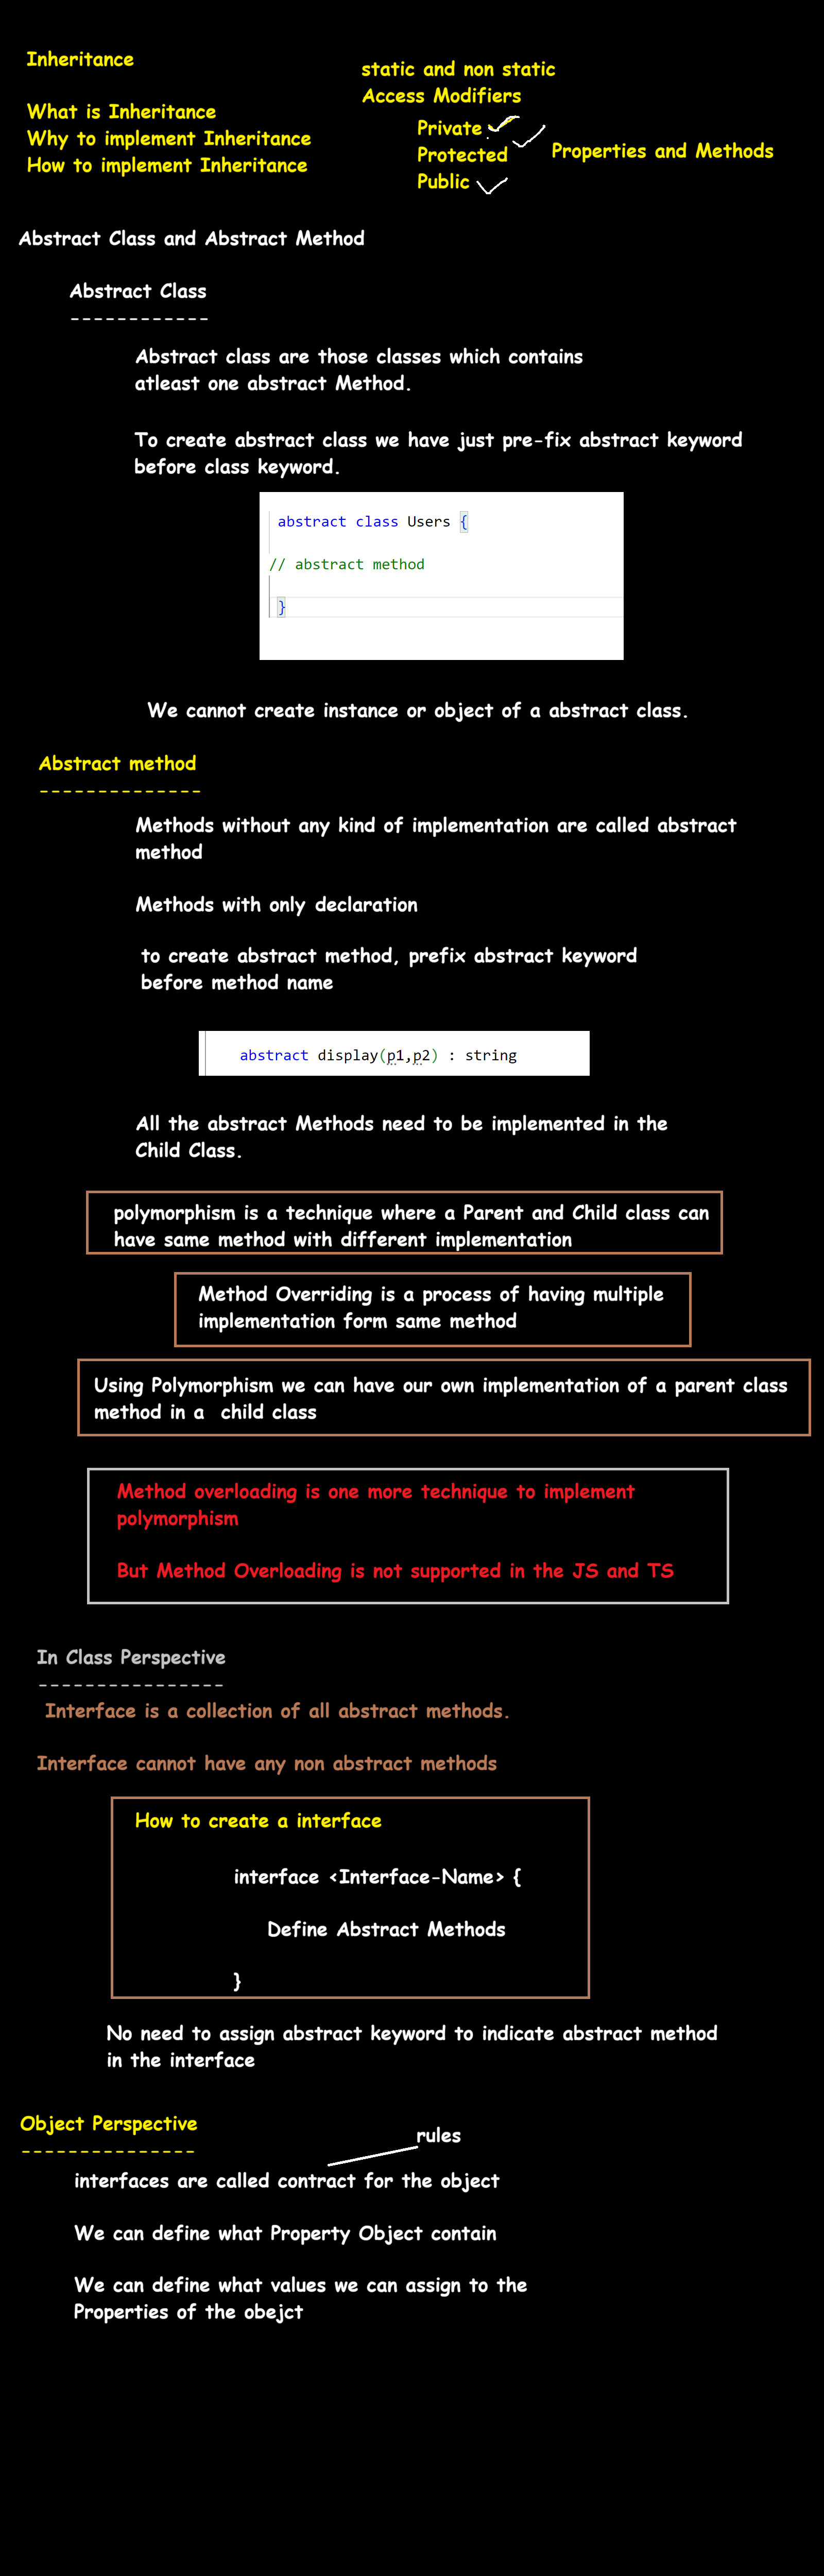 Inheritance
What is Inheritance
Why to implement Inheritance
How to implement Inheritance
static and non static
Access Modifiers
Private
Protected
Public
Properties and Methods
Abstract Class and Abstract Method
Abstract Class
------------
Abstract class are those classes which contains
atleast one abstract Method.
To create abstract class we have just pre-fix abstract keyword
before class keyword.
abstract class Users {
// abstract method
}
We cannot create instance or object of a abstract class.
Abstract method
--------------
Methods without any kind of implementation are called abstract
method
Methods with only declaration
to create abstract method, prefix abstract keyword
before method name
abstract display(p1,p2) : string
All the abstract Methods need to be implemented in the
Child Class.
polymorphism is a technique where a Parent and Child class can
have same method with different implementation
Method Overriding is a process of having multiple
implementation form same method
Using Polymorphism we can have our own implementation of a parent class
method in a child class
Method overloading is one more technique to implement
polymorphism
But Method Overloading is not supported in the JS and TS
In Class Perspective
----------------
Interface is a collection of all abstract methods.
Interface cannot have any non abstract methods
How to create a interface
interface <Interface-Name> {
Define Abstract Methods
}
No need to assign abstract keyword to indicate abstract method
in the interface
Object Perspective
---------------
rules
interfaces are called contract for the object
We can define what Property Object contain
We can define what values we can assign to the
Properties of the obejct